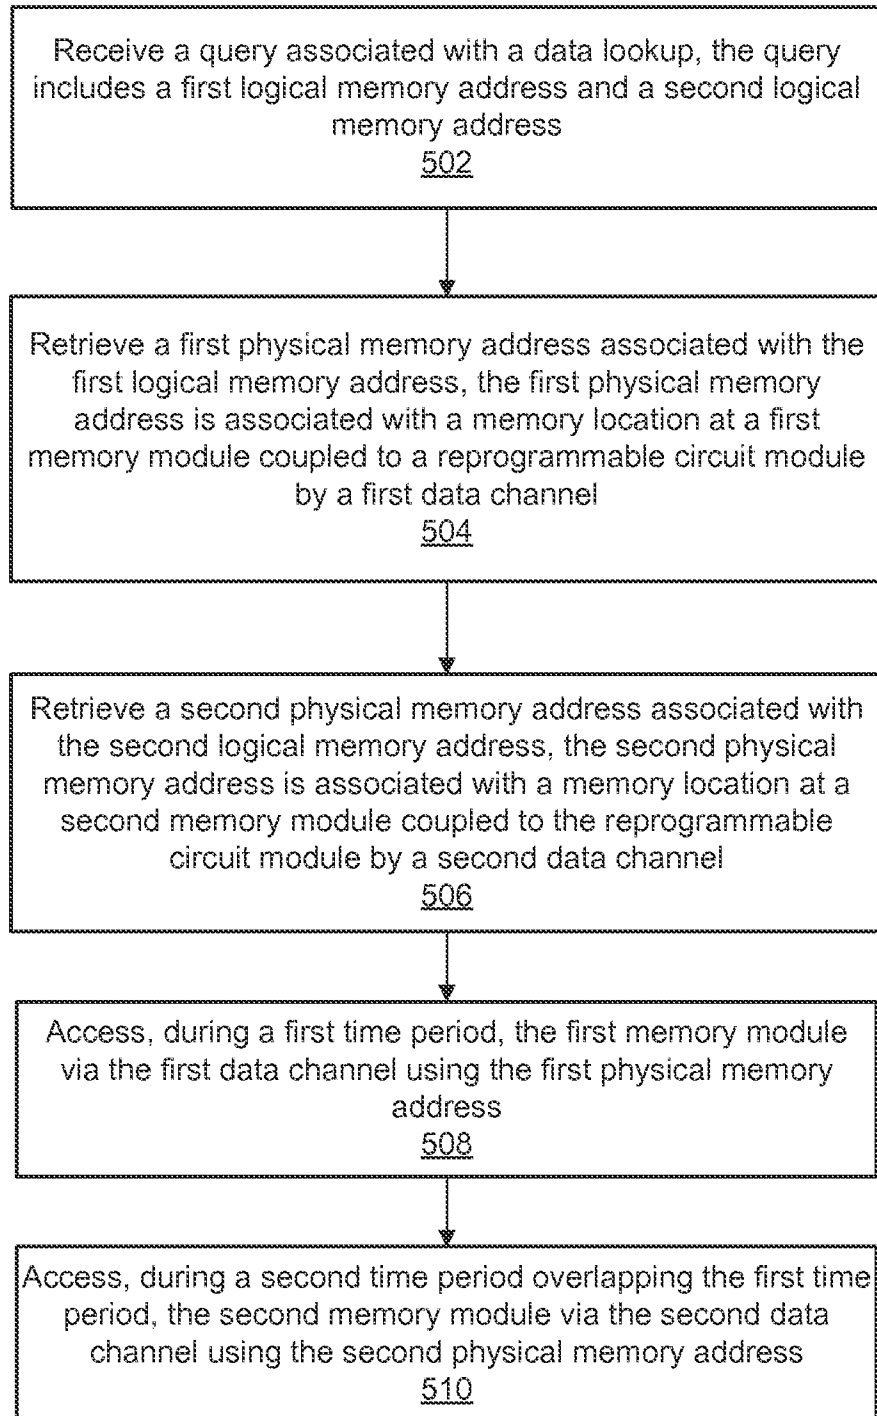 Receive a query associated with a data lookup, the query
includes a first logical memory address and a second logical
memory address
502
Retrieve a first physical memory address associated with the
first logical memory address, the first physical memory
address is associated with a memory location at a first
memory module coupled to a reprogrammable circuit module
by a first data channel
504
Retrieve a second physical memory address associated with
the second logical memory address, the second physical
memory address is associated with a memory location at a
second memory module coupled to the reprogrammable
circuit module by a second data channel
506
Access, during a first time period, the first memory module
via the first data channel using the first physical memory
address
508
Access, during a second time period overlapping the first time
period, the second memory module via the second data
channel using the second physical memory address
510